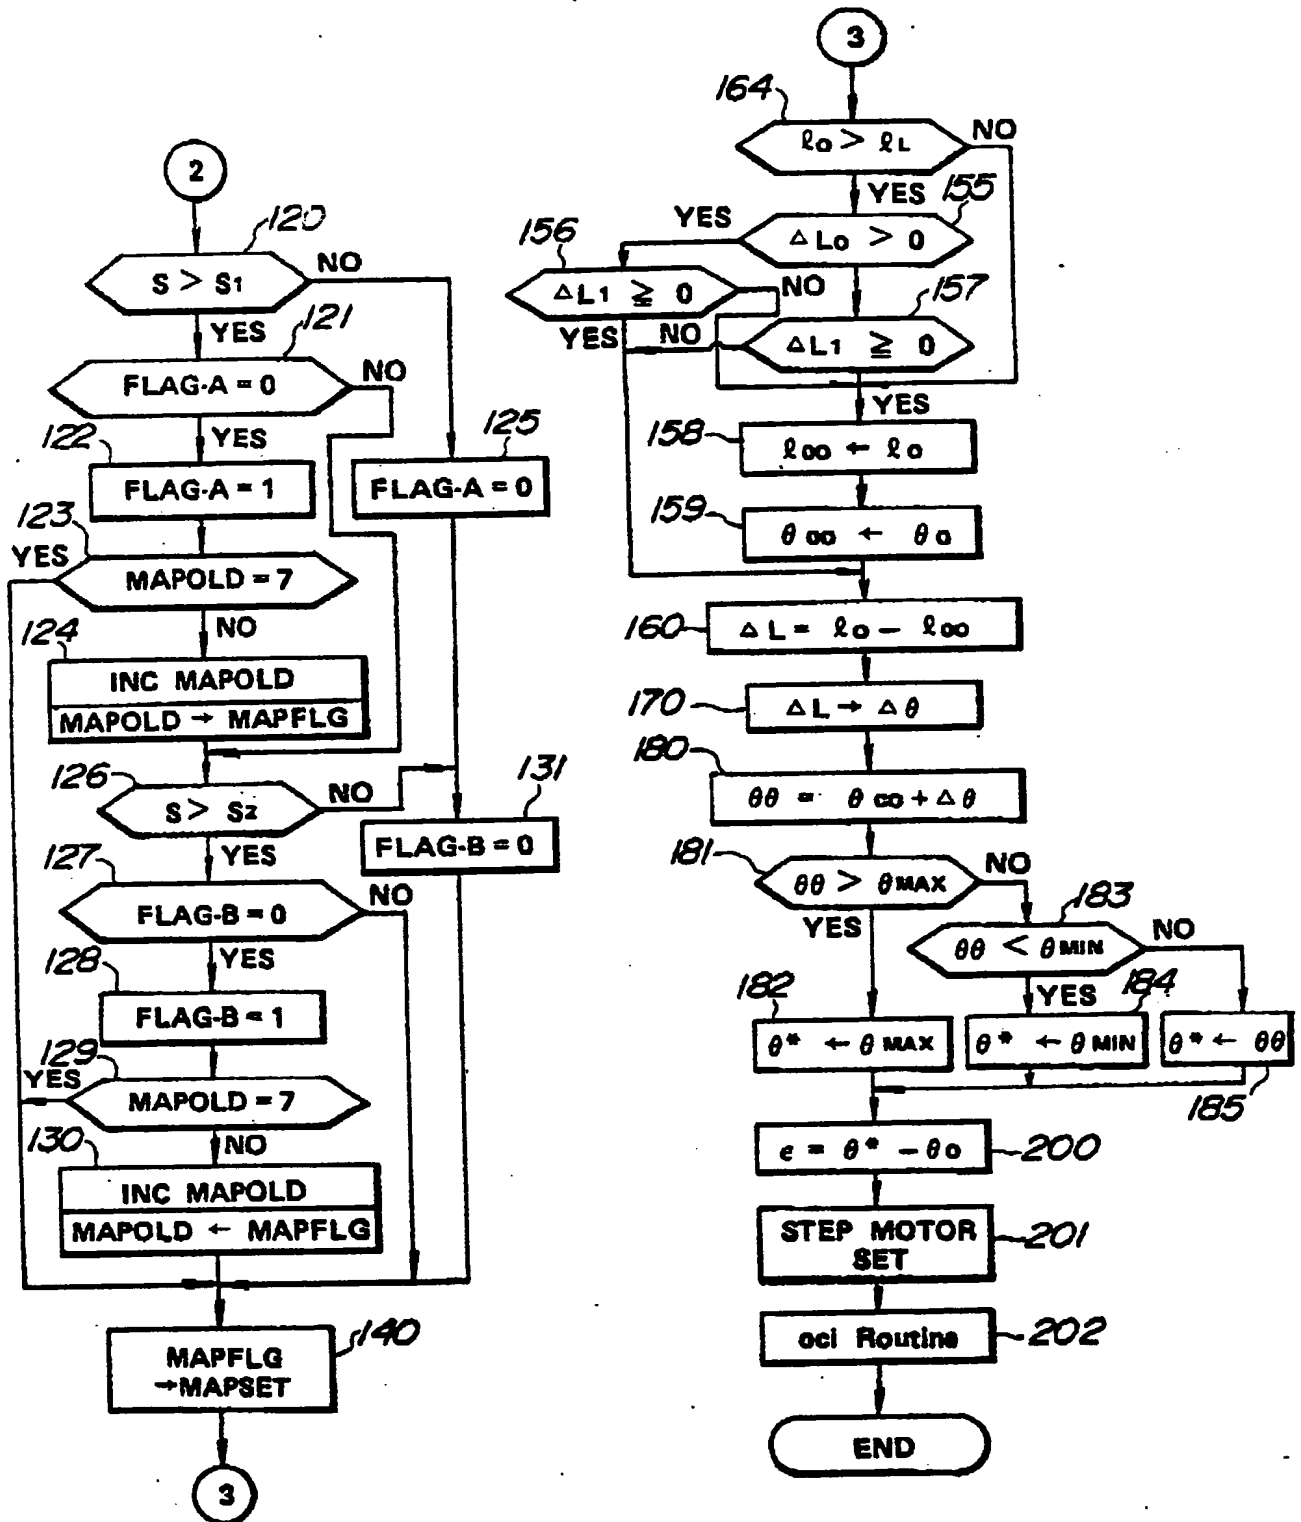 2
120
S > S1
NO
YES
121
FLAG-A = 0
NO
YES
122
FLAG-A = 1
125
FLAG-A = 0
123
YES
MAPOLD = 7
NO
124
INC MAPOLD
MAPOLD → MAPFLG
126
S > S2
NO
131
FLAG-B = 0
YES
127
FLAG-B = 0
NO
YES
128
FLAG-B = 1
129
YES
MAPOLD = 7
NO
130
INC MAPOLD
MAPOLD ← MAPFLG
140
MAPFLG
→MAPSET
3
3
164
ℓo > ℓL
NO
YES
155
YES
ΔLo > 0
156
ΔL1 ≧ 0
NO
157
YES
NO
ΔL1 ≧ 0
YES
158
ℓoo ← ℓo
159
θoo ← θo
160
ΔL = ℓo − ℓoo
170
ΔL → Δθ
180
θθ = θoo + Δθ
181
θθ > θMAX
NO
YES
183
θθ < θMIN
NO
YES
182
θ* ← θMAX
184
θ* ← θMIN
θ* ← θθ
185
e = θ* − θo
200
STEP MOTOR
SET
201
oci Routine
202
END